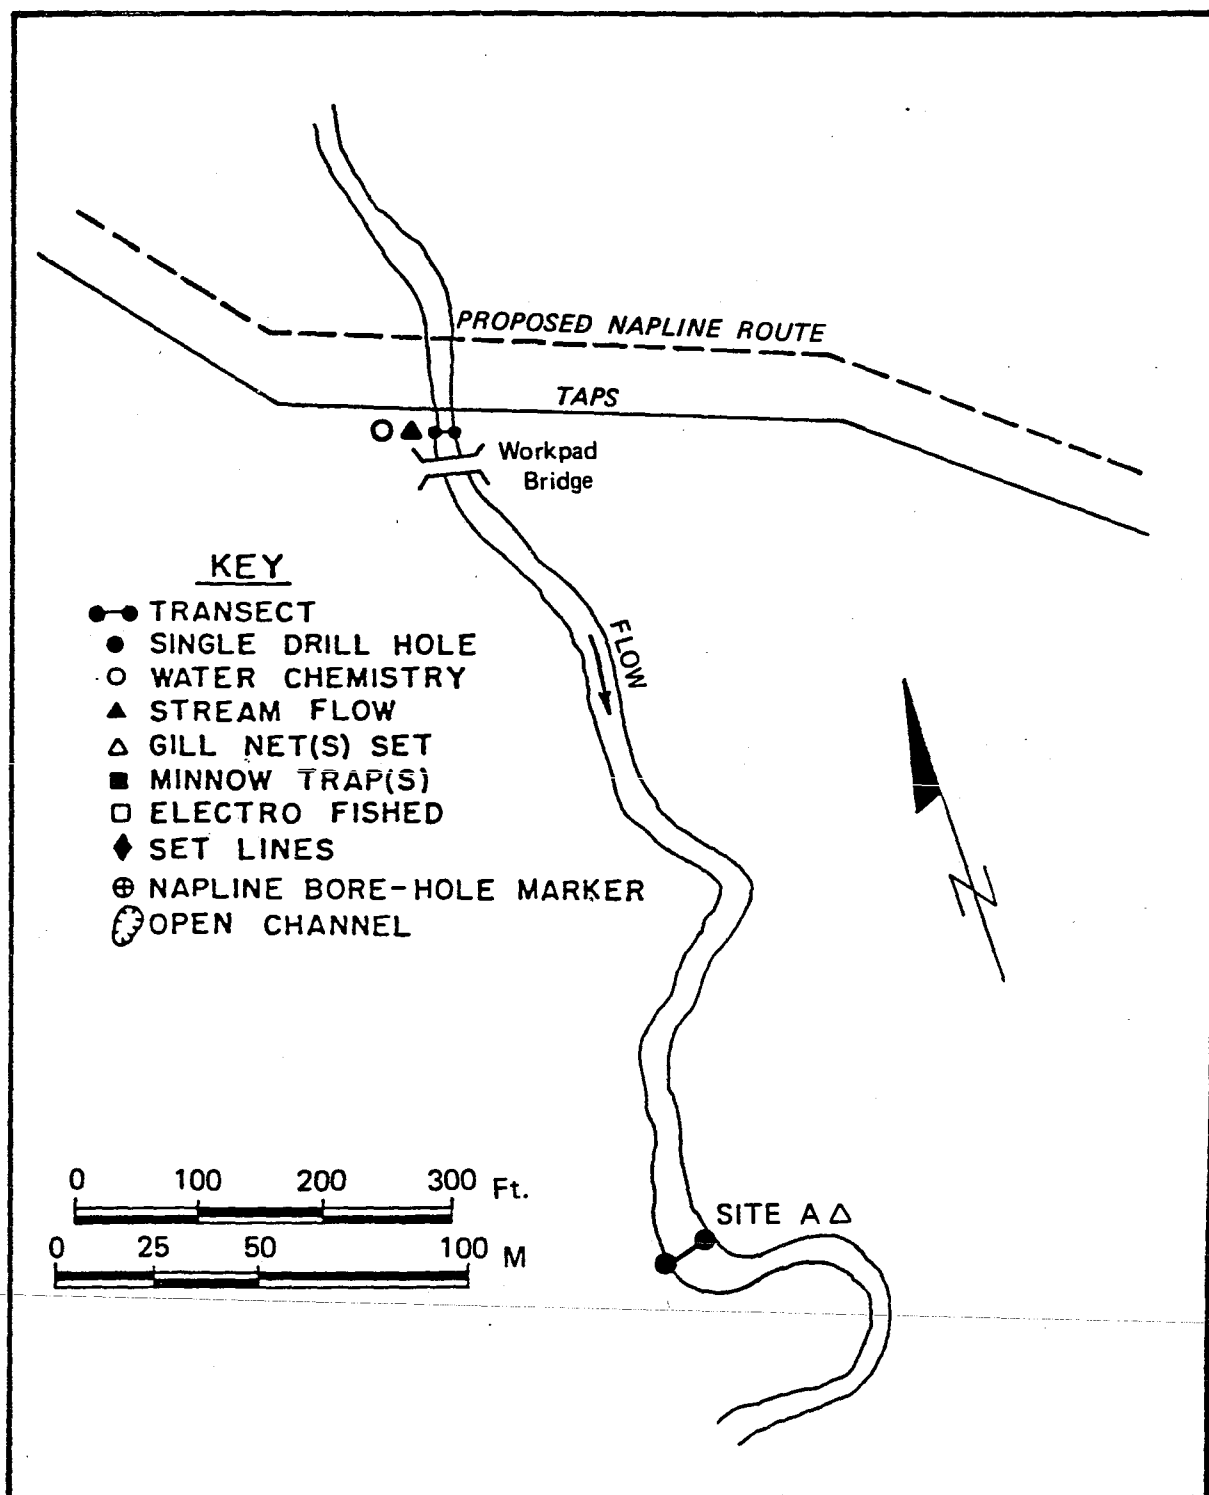 PROPOSED NAPLINE ROUTE
TAPS
Workpad
Bridge
KEY
TRANSECT
SINGLE DRILL HOLE
WATER CHEMISTRY
STREAM FLOW
GILL NET(S) SET
MINNOW TRAP(S)
ELECTRO FISHED
SET LINES
NAPLINE BORE-HOLE MARKER
OPEN CHANNEL
FLOW
N
0 100 200 300 Ft.
0 25 50 100 M
SITE A